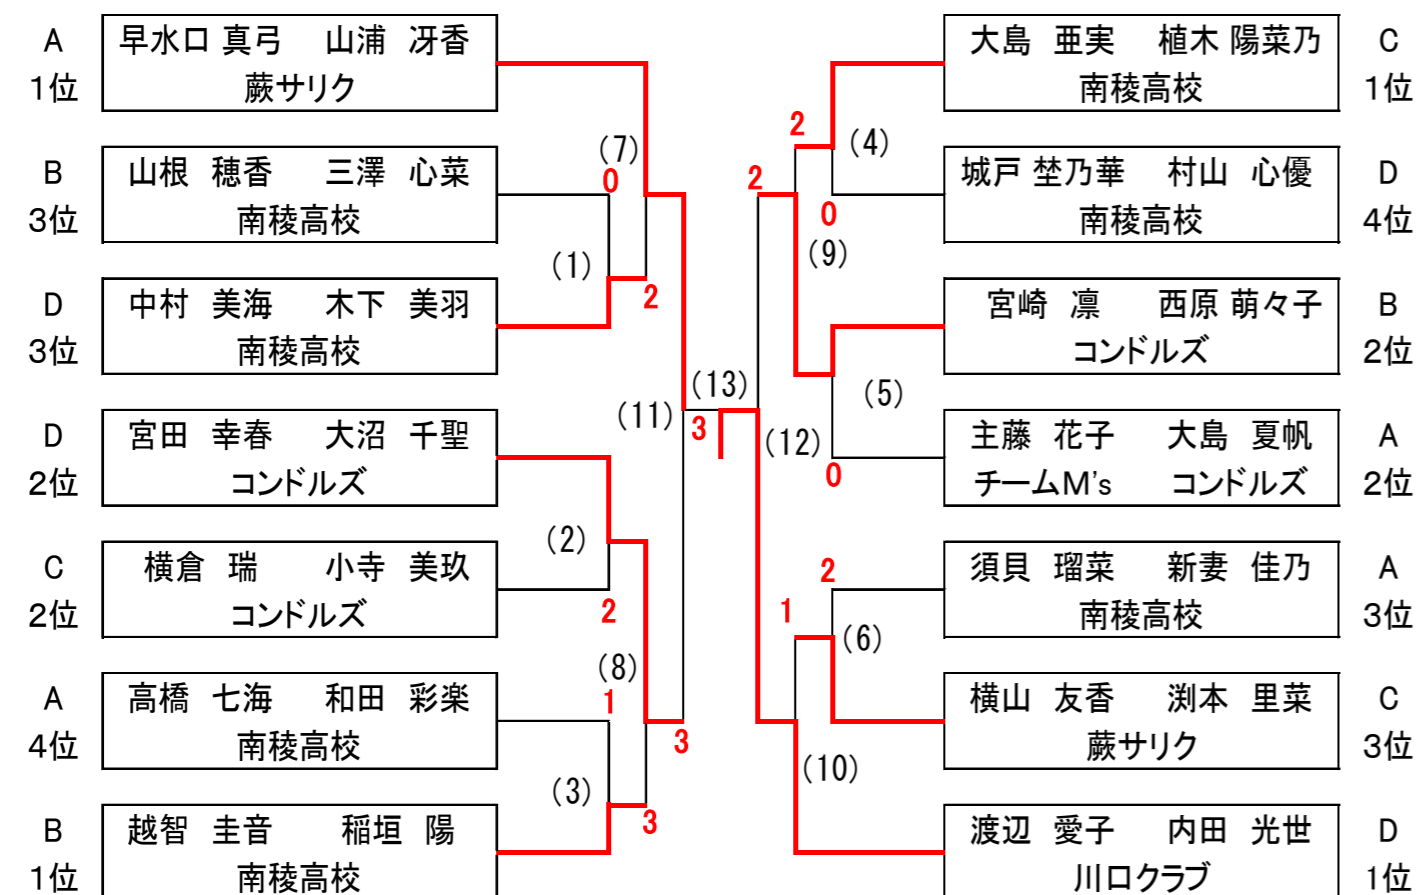 A 早水口 真弓 山浦 冴香
1位 蕨サリク
B 山根 穂香 三澤 心菜
3位 南稜高校
D 中村 美海 木下 美羽
3位 南稜高校
D 宮田 幸春 大沼 千聖
2位 コンドルズ
C 横倉 瑞 小寺 美玖
2位 コンドルズ
A 高橋 七海 和田 彩楽
4位 南稜高校
B 越智 圭音 稲垣 陽
1位 南稜高校
(7)
0
(1)
2
(11)
3
(2)
2
(8)
1
3
(3)
3
(13)
2
2
(4)
0
(9)
(5)
(12)
0
2
1
(6)
(10)
大島 亜実 植木 陽菜乃 C
南稜高校 1位
城戸 埜乃華 村山 心優 D
南稜高校 4位
宮崎 凛 西原 萌々子 B
コンドルズ 2位
主藤 花子 大島 夏帆 A
チームM's コンドルズ 2位
須貝 瑠菜 新妻 佳乃 A
南稜高校 3位
横山 友香 渕本 里菜 C
蕨サリク 3位
渡辺 愛子 内田 光世 D
川口クラブ 1位